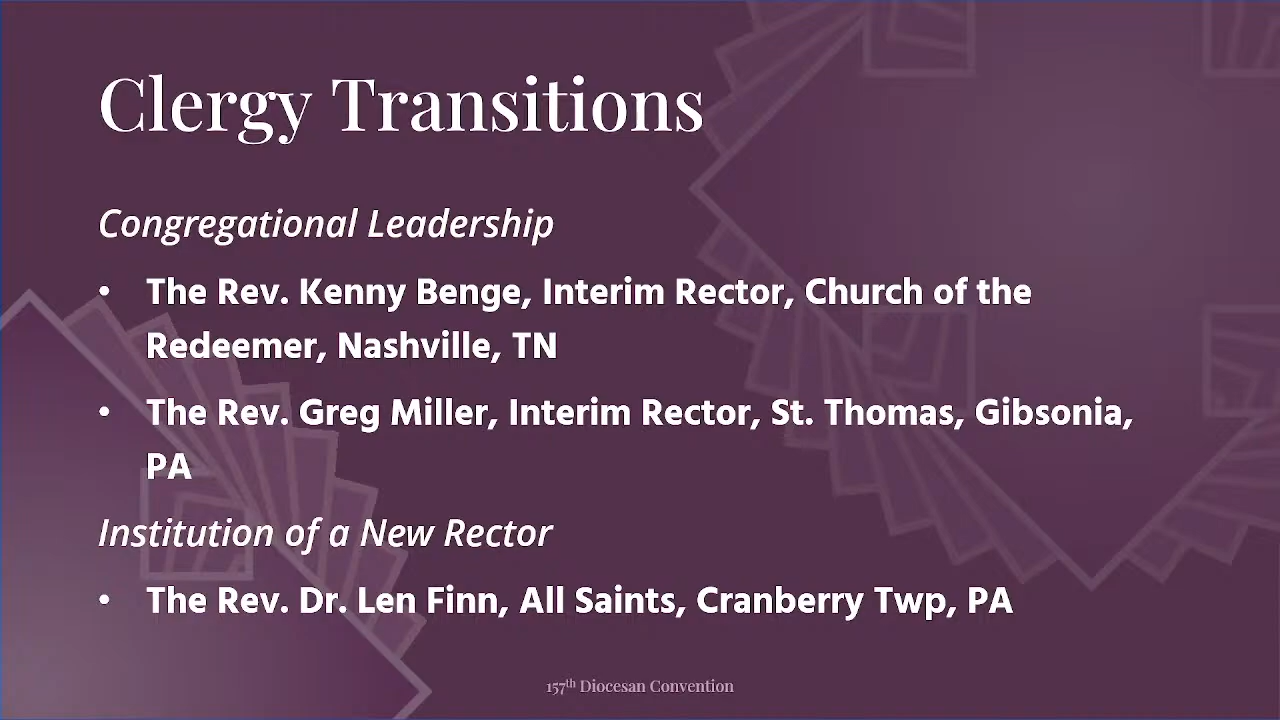 Clergy Transitions
Congregational Leadership
• The Rev. Kenny Benge, Interim Rector, Church of the
Redeemer, Nashville, TN
• The Rev. Greg Miller, Interim Rector, St. Thomas, Gibsonia,
PA
Institution of a New Rector
• The Rev. Dr. Len Finn, All Saints, Cranberry Twp, PA
157th Diocesan Convention